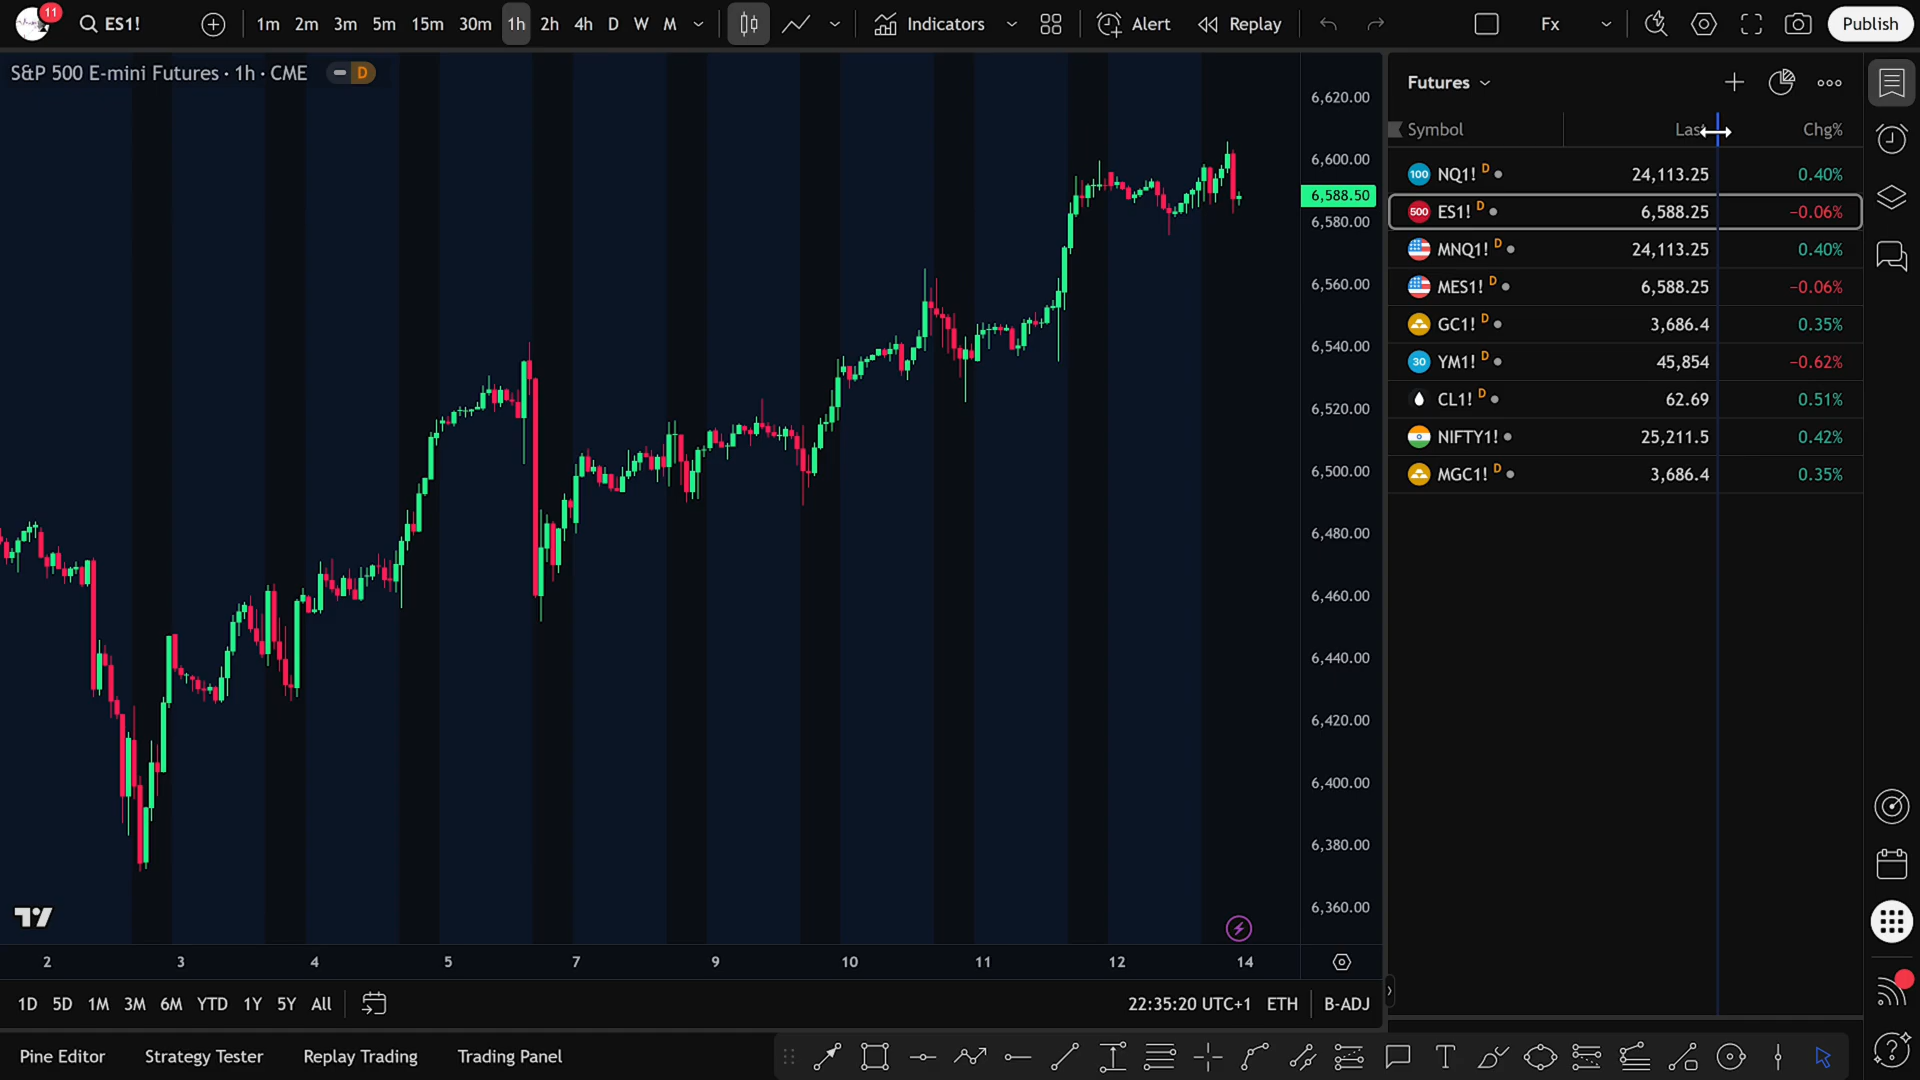 11 ES1! 1m 2m 3m 5m 15m 30m 1h 2h 4h D W M Indicators Alert Replay Fx Publish
S&P 500 E-mini Futures · 1h · CME D
6,620.00
6,600.00
6,588.50
6,580.00
6,560.00
6,540.00
6,520.00
6,500.00
6,480.00
6,460.00
6,440.00
6,420.00
6,400.00
6,380.00
6,360.00
2 3 4 5 7 9 10 11 12 14
1D 5D 1M 3M 6M YTD 1Y 5Y All 22:35:20 UTC+1 ETH B-ADJ
Pine Editor Strategy Tester Replay Trading Trading Panel
Futures
Symbol Last Chg%
100 NQ1! D 24,113.25 0.40%
500 ES1! D 6,588.25 −0.06%
MNQ1! D 24,113.25 0.40%
MES1! D 6,588.25 −0.06%
GC1! D 3,686.4 0.35%
30 YM1! D 45,854 −0.62%
CL1! D 62.69 0.51%
NIFTY1! 25,211.5 0.42%
MGC1! D 3,686.4 0.35%